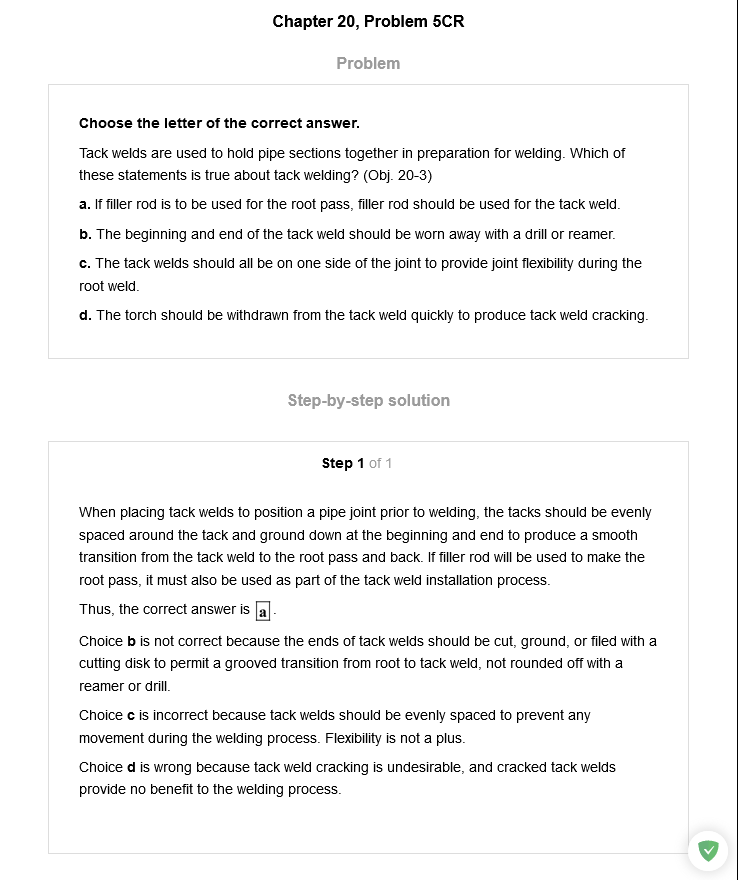 Chapter 20, Problem 5CR
Problem
Choose the letter of the correct answer.
Tack welds are used to hold pipe sections together in preparation for welding. Which of
these statements is true about tack welding? (Obj. 20-3)
a. If filler rod is to be used for the root pass, filler rod should be used for the tack weld.
b. The beginning and end of the tack weld should be worn away with a drill or reamer.
c. The tack welds should all be on one side of the joint to provide joint flexibility during the
root weld.
d. The torch should be withdrawn from the tack weld quickly to produce tack weld cracking.
Step-by-step solution
Step 1 of 1
When placing tack welds to position a pipe joint prior to welding, the tacks should be evenly
spaced around the tack and ground down at the beginning and end to produce a smooth
transition from the tack weld to the root pass and back. If filler rod will be used to make the
root pass, it must also be used as part of the tack weld installation process.
Thus, the correct answer is a .
Choice b is not correct because the ends of tack welds should be cut, ground, or filed with a
cutting disk to permit a grooved transition from root to tack weld, not rounded off with a
reamer or drill.
Choice c is incorrect because tack welds should be evenly spaced to prevent any
movement during the welding process. Flexibility is not a plus.
Choice d is wrong because tack weld cracking is undesirable, and cracked tack welds
provide no benefit to the welding process.